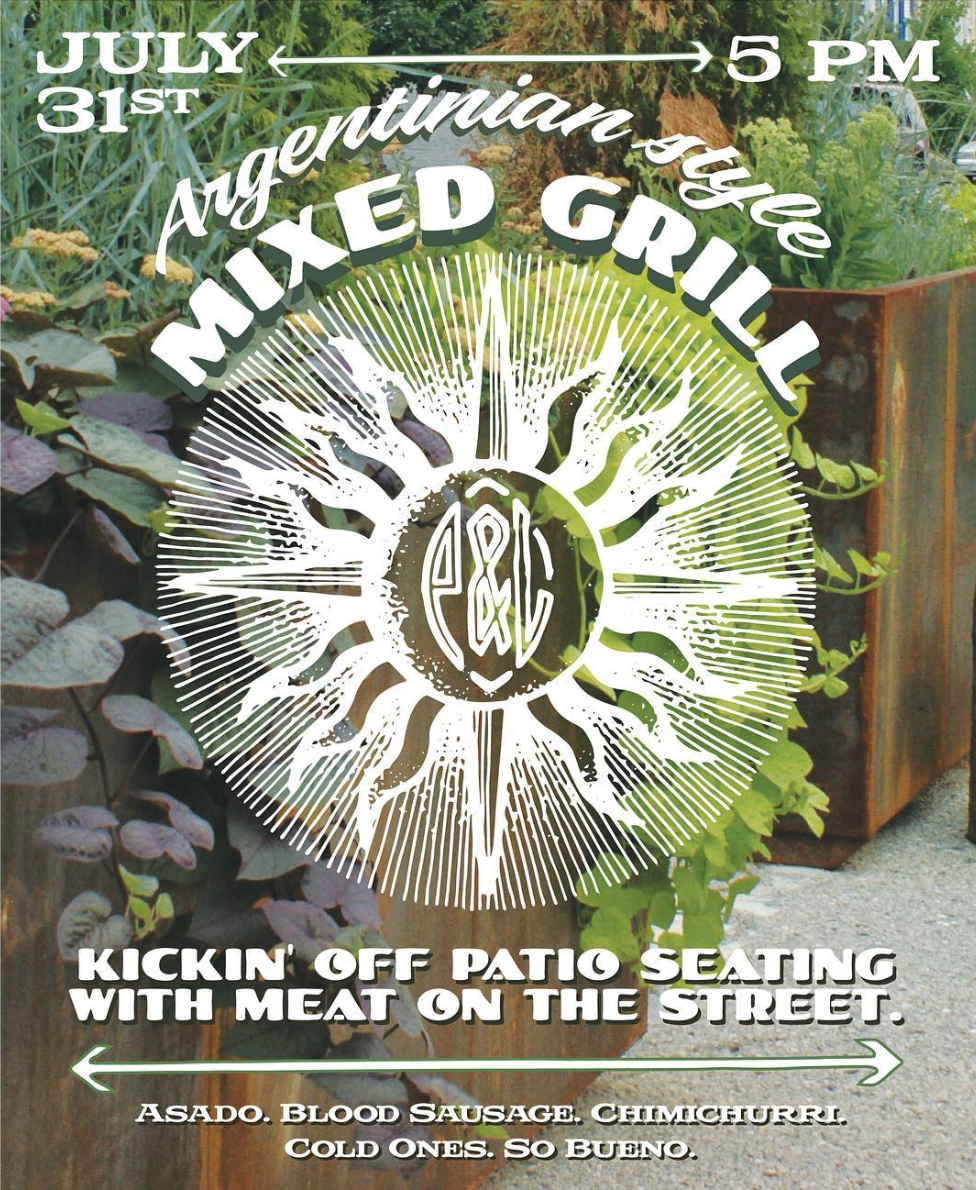 JULY 31ST
5 PM
Argentinian style
MIXED GRILL
P&L
KICKIN' OFF PATIO SEATING
WITH MEAT ON THE STREET.
ASADO. BLOOD SAUSAGE. CHIMICHURRI.
COLD ONES. SO BUENO.